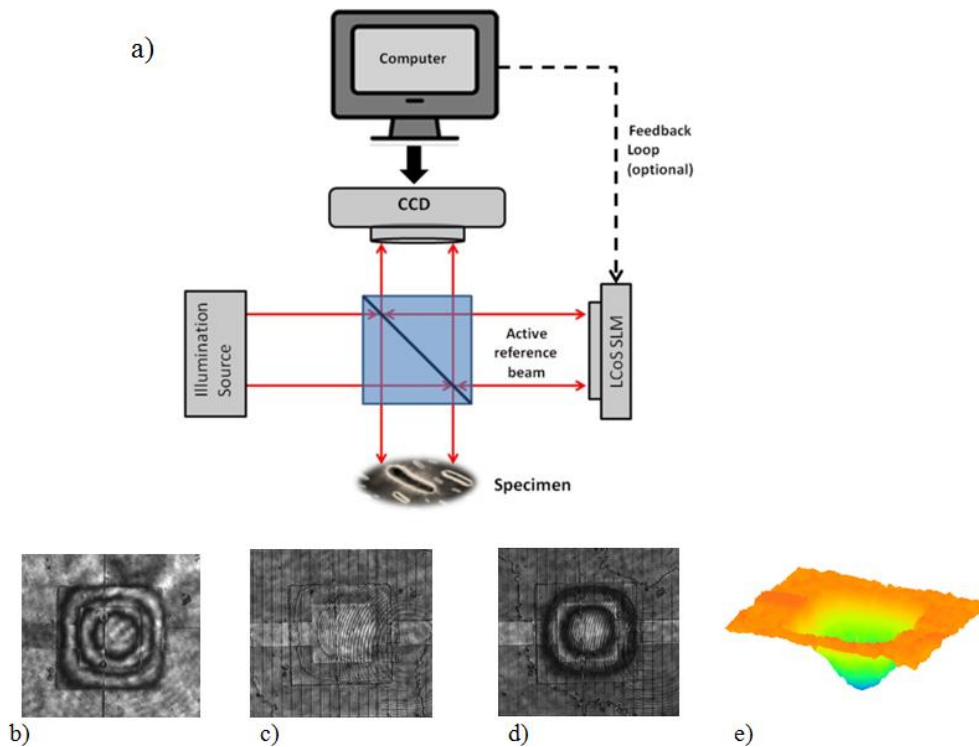 a)
Computer
Feedback
Loop
(optional)
CCD
Illumination
Source
Active
reference
beam
LCoS SLM
Specimen
b)
c)
d)
e)